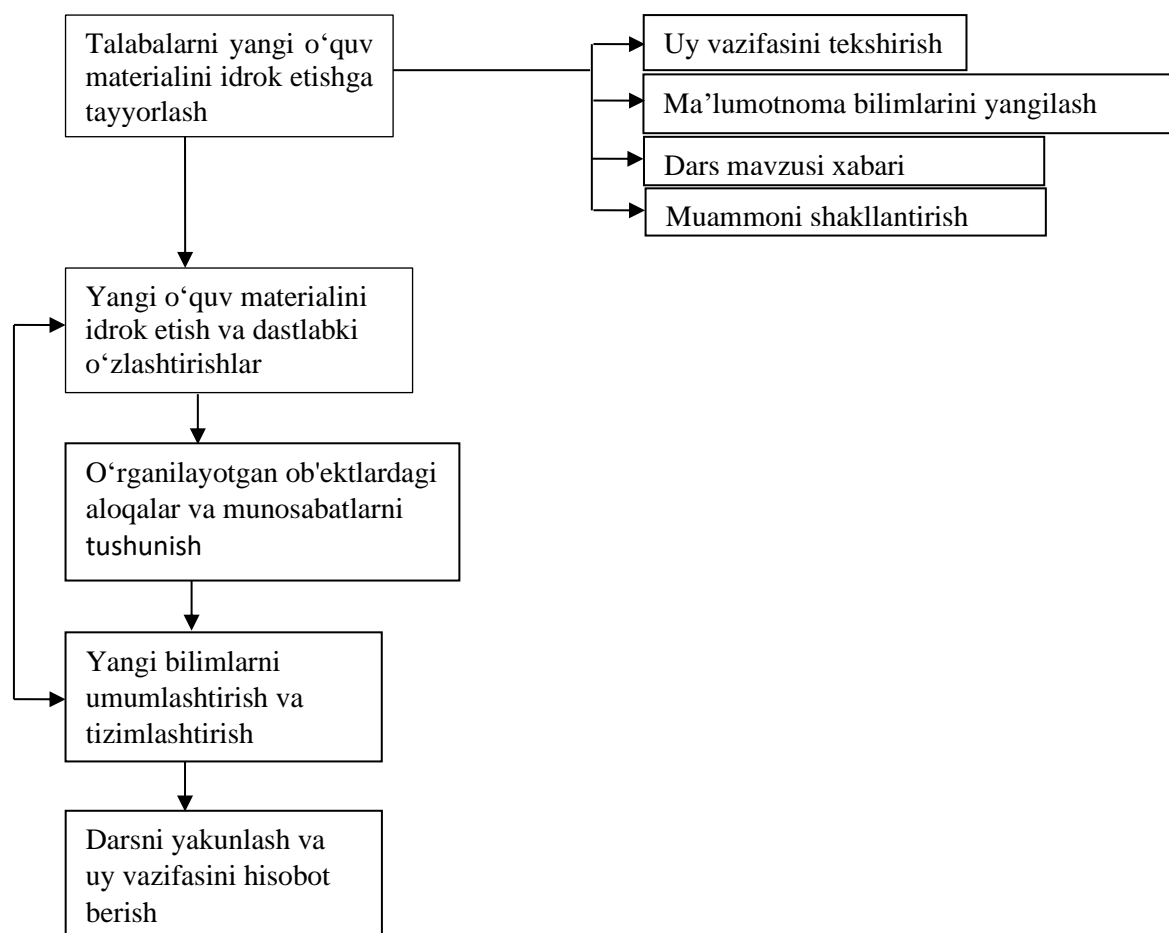 Talabalarni yangi o‘quv
materialini idrok etishga
tayyorlash
Uy vazifasini tekshirish
Ma’lumotnoma bilimlarini yangilash
Dars mavzusi xabari
Muammoni shakllantirish
Yangi o‘quv materialini
idrok etish va dastlabki
o‘zlashtirishlar
O‘rganilayotgan ob'ektlardagi
aloqalar va munosabatlarni
tushunish
Yangi bilimlarni
umumlashtirish va
tizimlashtirish
Darsni yakunlash va
uy vazifasini hisobot
berish